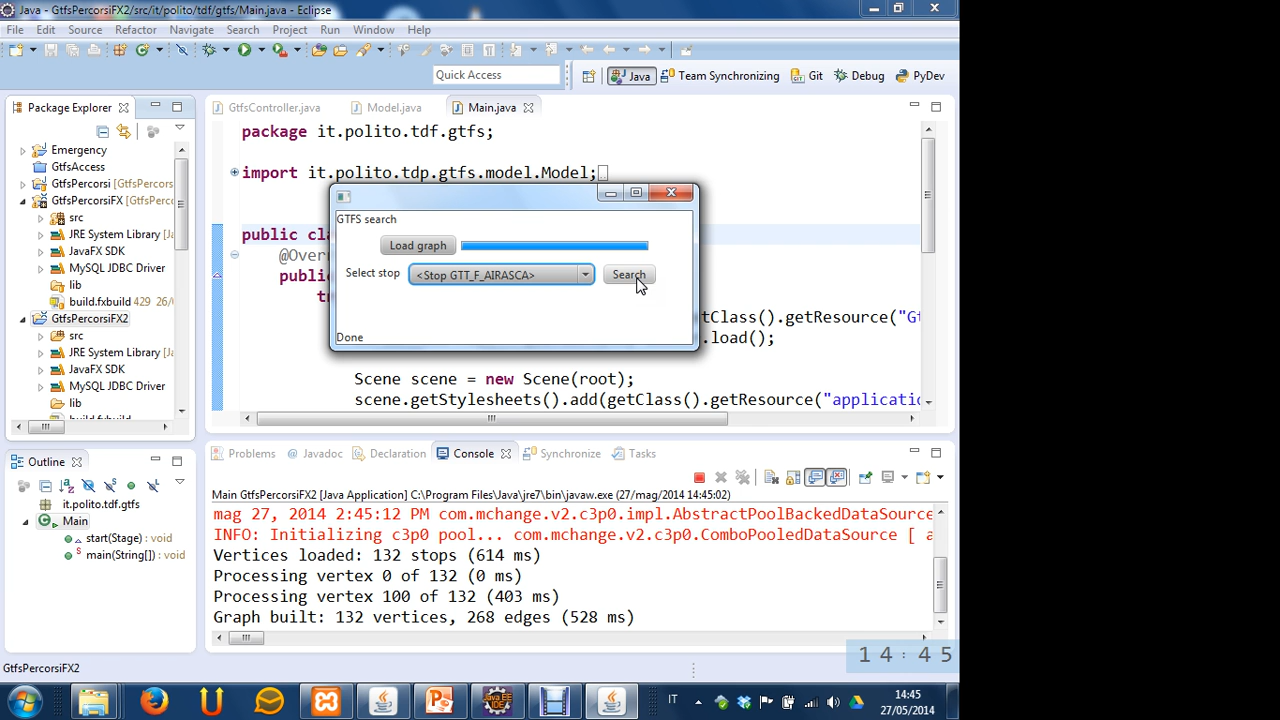 Java - GtfsPercorsiFX2/src/it/polito/tdf/gtfs/Main.java - Eclipse
File Edit Source Refactor Navigate Search Project Run Window Help
Quick Access
Java
Team Synchronizing
Git
Debug
PyDev
Package Explorer
Emergency
GtfsAccess
GtfsPercorsi [GtfsPercors
GtfsPercorsiFX [GtfsPerco
src
JRE System Library [JavaS
JavaFX SDK
MySQL JDBC Driver
lib
build.fxbuild 429 26/
GtfsPercorsiFX2
src
JRE System Library [JavaS
JavaFX SDK
MySQL JDBC Driver
lib
GtfsController.java
Model.java
Main.java
package it.polito.tdf.gtfs;
import it.polito.tdp.gtfs.model.Model;
public cla
@Over
publi
GTFS search
Load graph
Select stop
<Stop GTT_F_AIRASCA>
Search
Done
tClass().getResource("Gt
.load();
Scene scene = new Scene(root);
scene.getStylesheets().add(getClass().getResource("applicatio
Outline
it.polito.tdf.gtfs
Main
start(Stage) : void
main(String[]) : void
Problems
Javadoc
Declaration
Console
Synchronize
Tasks
Main GtfsPercorsiFX2 [Java Application] C:\Program Files\Java\jre7\bin\javaw.exe (27/mag/2014 14:45:02)
mag 27, 2014 2:45:12 PM com.mchange.v2.c3p0.impl.AbstractPoolBackedDataSource
INFO: Initializing c3p0 pool... com.mchange.v2.c3p0.ComboPooledDataSource [ a
Vertices loaded: 132 stops (614 ms)
Processing vertex 0 of 132 (0 ms)
Processing vertex 100 of 132 (403 ms)
Graph built: 132 vertices, 268 edges (528 ms)
14:45
GtfsPercorsiFX2
IT
14:45
27/05/2014